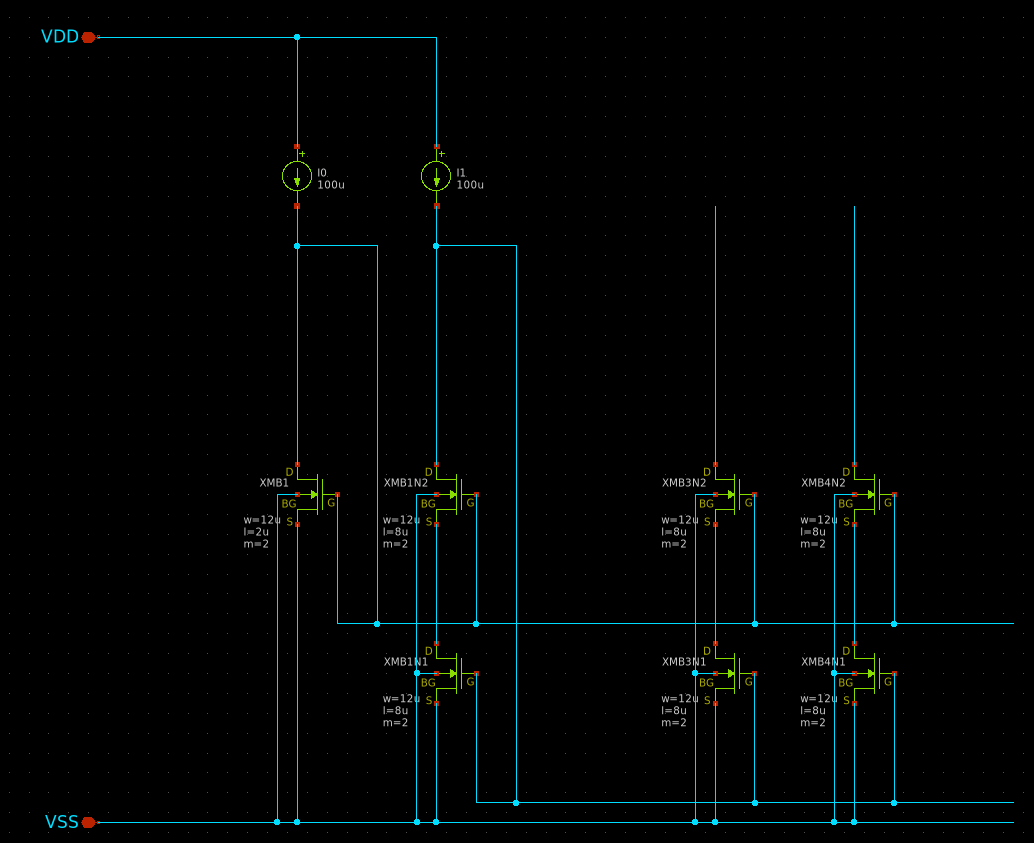 VDD
+
I0
100u
+
I1
100u
D
XMB1
BG
G
S
w=12u
l=2u
m=2
D
XMB1N2
BG
G
S
w=12u
l=8u
m=2
D
XMB3N2
BG
G
S
w=12u
l=8u
m=2
D
XMB4N2
BG
G
S
w=12u
l=8u
m=2
D
XMB1N1
BG
G
S
w=12u
l=8u
m=2
D
XMB3N1
BG
G
S
w=12u
l=8u
m=2
D
XMB4N1
BG
G
S
w=12u
l=8u
m=2
VSS